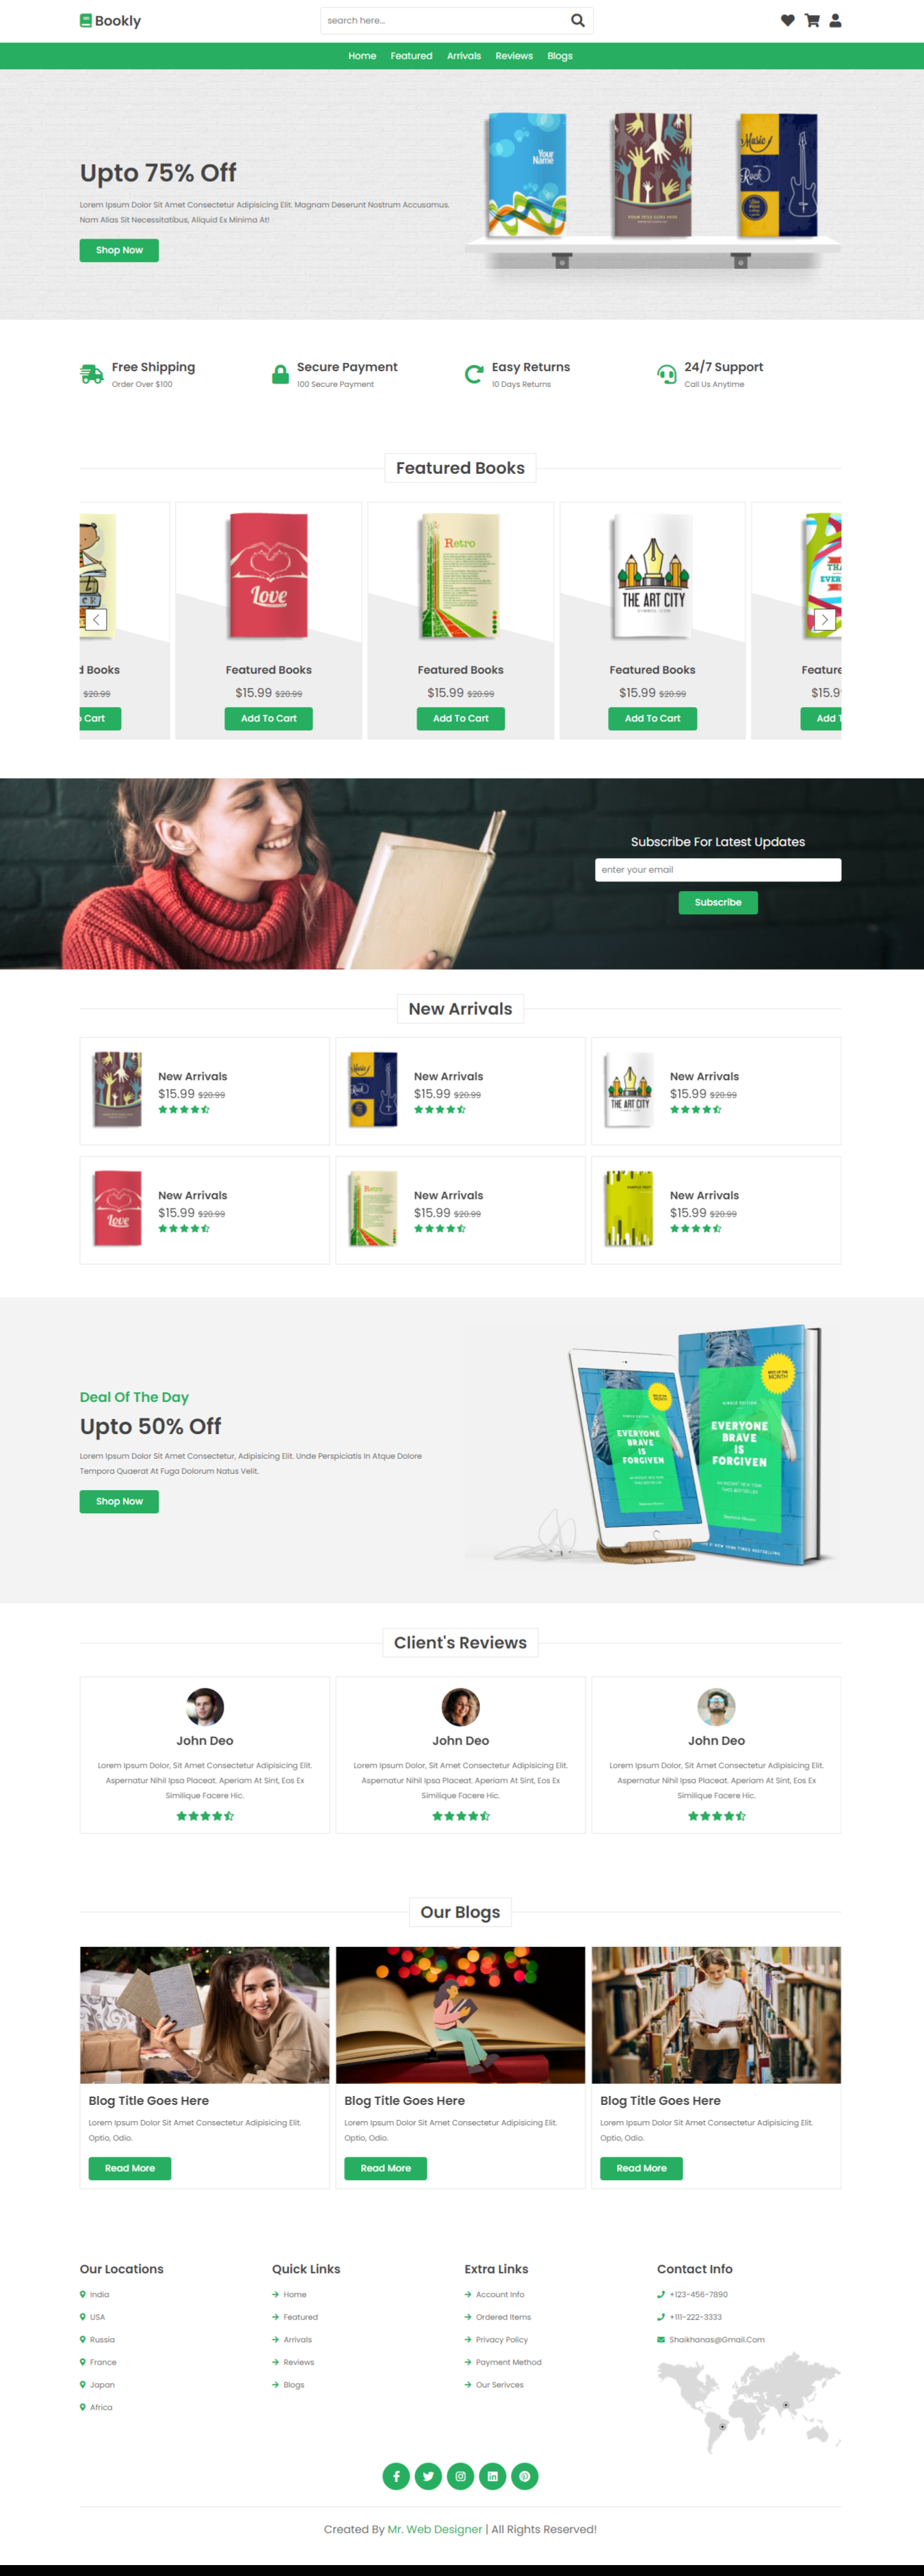 Bookly
search here...
Home Featured Arrivals Reviews Blogs
Upto 75% Off
Lorem Ipsum Dolor Sit Amet Consectetur Adipisicing Elit. Magnam Deserunt Nostrum Accusamus.
Nam Alias Sit Necessitatibus, Aliquid Ex Minima At!
Shop Now
Your
Name
YOUR TITLE GOES HERE
Music
Rock
Free Shipping
Order Over $100
Secure Payment
100 Secure Payment
Easy Returns
10 Days Returns
24/7 Support
Call Us Anytime
Featured Books
d Books
$20.99
Cart
Love
Featured Books
$15.99 $20.99
Add To Cart
Retro
Featured Books
$15.99 $20.99
Add To Cart
THE ART CITY
SYMBOL ICON
Featured Books
$15.99 $20.99
Add To Cart
THA
EVER
Feature
$15.9
Add T
Subscribe For Latest Updates
enter your email
Subscribe
New Arrivals
New Arrivals
$15.99 $20.99
Music
Rock
New Arrivals
$15.99 $20.99
THE ART CITY
New Arrivals
$15.99 $20.99
Love
New Arrivals
$15.99 $20.99
Retro
New Arrivals
$15.99 $20.99
New Arrivals
$15.99 $20.99
Deal Of The Day
Upto 50% Off
Lorem Ipsum Dolor Sit Amet Consectetur, Adipisicing Elit. Unde Perspiciatis In Atque Dolore
Tempora Quaerat At Fuga Dolorum Natus Velit.
Shop Now
EVERYONE
BRAVE
IS
FORGIVEN
MONTH
EVERYONE
BRAVE
IS
FORGIVEN
Client's Reviews
John Deo
Lorem Ipsum Dolor, Sit Amet Consectetur Adipisicing Elit.
Aspernatur Nihil Ipsa Placeat. Aperiam At Sint, Eos Ex
Similique Facere Hic.
John Deo
Lorem Ipsum Dolor, Sit Amet Consectetur Adipisicing Elit.
Aspernatur Nihil Ipsa Placeat. Aperiam At Sint, Eos Ex
Similique Facere Hic.
John Deo
Lorem Ipsum Dolor, Sit Amet Consectetur Adipisicing Elit.
Aspernatur Nihil Ipsa Placeat. Aperiam At Sint, Eos Ex
Similique Facere Hic.
Our Blogs
Blog Title Goes Here
Lorem Ipsum Dolor Sit Amet Consectetur Adipisicing Elit.
Optio, Odio.
Read More
Blog Title Goes Here
Lorem Ipsum Dolor Sit Amet Consectetur Adipisicing Elit.
Optio, Odio.
Read More
Blog Title Goes Here
Lorem Ipsum Dolor Sit Amet Consectetur Adipisicing Elit.
Optio, Odio.
Read More
Our Locations
India
USA
Russia
France
Japan
Africa
Quick Links
Home
Featured
Arrivals
Reviews
Blogs
Extra Links
Account Info
Ordered Items
Privacy Policy
Payment Method
Our Serivces
Contact Info
+123-456-7890
+111-222-3333
Shaikhanas@Gmail.Com
Created By Mr. Web Designer | All Rights Reserved!